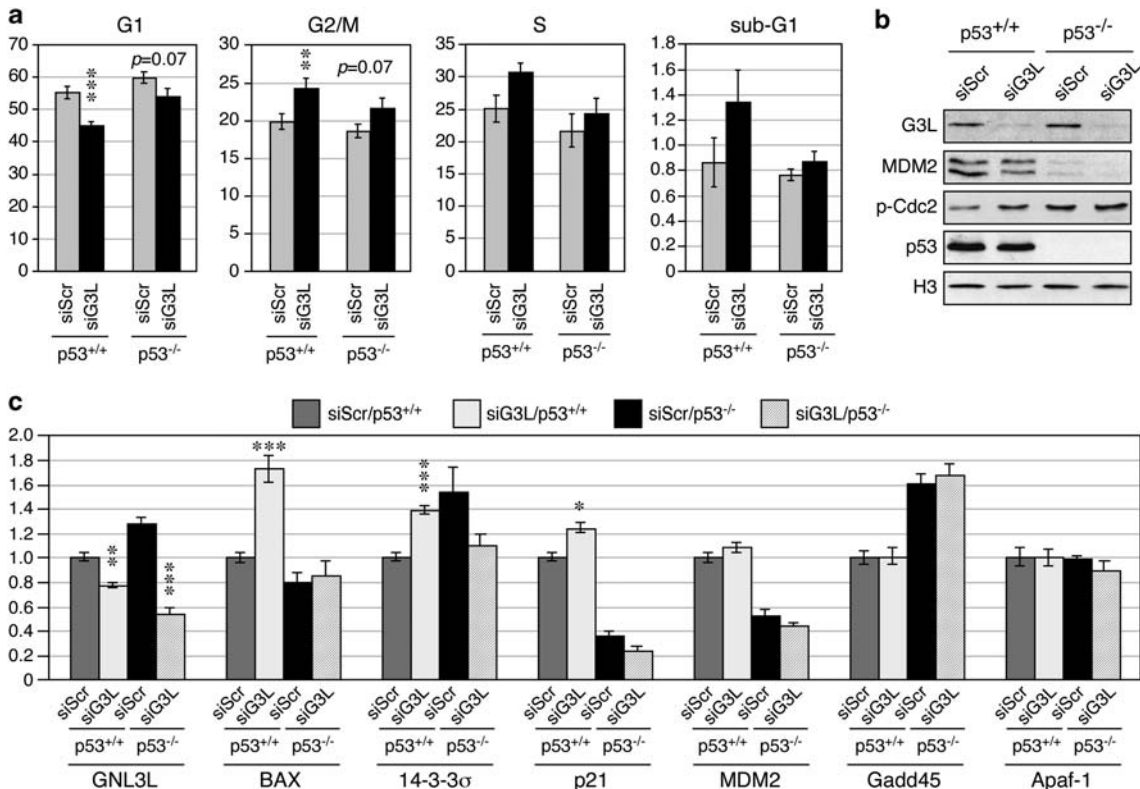 a
G1
G2/M
S
sub-G1
60
50
40
30
20
10
0
***
p=0.07
30
25
20
15
10
5
0
**
p=0.07
35
30
25
20
15
10
5
0
1.8
1.6
1.4
1.2
1.0
0.8
0.6
0.4
0.2
0
siScr siG3L siScr siG3L
p53+/+ p53-/-
siScr siG3L siScr siG3L
p53+/+ p53-/-
siScr siG3L siScr siG3L
p53+/+ p53-/-
siScr siG3L siScr siG3L
p53+/+ p53-/-
b
p53+/+ p53-/-
siScr siG3L siScr siG3L
G3L
MDM2
p-Cdc2
p53
H3
c
siScr/p53+/+ siG3L/p53+/+ siScr/p53-/- siG3L/p53-/-
2.0
1.8
1.6
1.4
1.2
1.0
0.8
0.6
0.4
0.2
0
** *** *** *** *
siScr siG3L siScr siG3L siScr siG3L siScr siG3L siScr siG3L siScr siG3L siScr siG3L siScr siG3L siScr siG3L siScr siG3L siScr siG3L siScr siG3L siScr siG3L siScr siG3L
p53+/+ p53-/- p53+/+ p53-/- p53+/+ p53-/- p53+/+ p53-/- p53+/+ p53-/- p53+/+ p53-/- p53+/+ p53-/-
GNL3L BAX 14-3-3σ p21 MDM2 Gadd45 Apaf-1